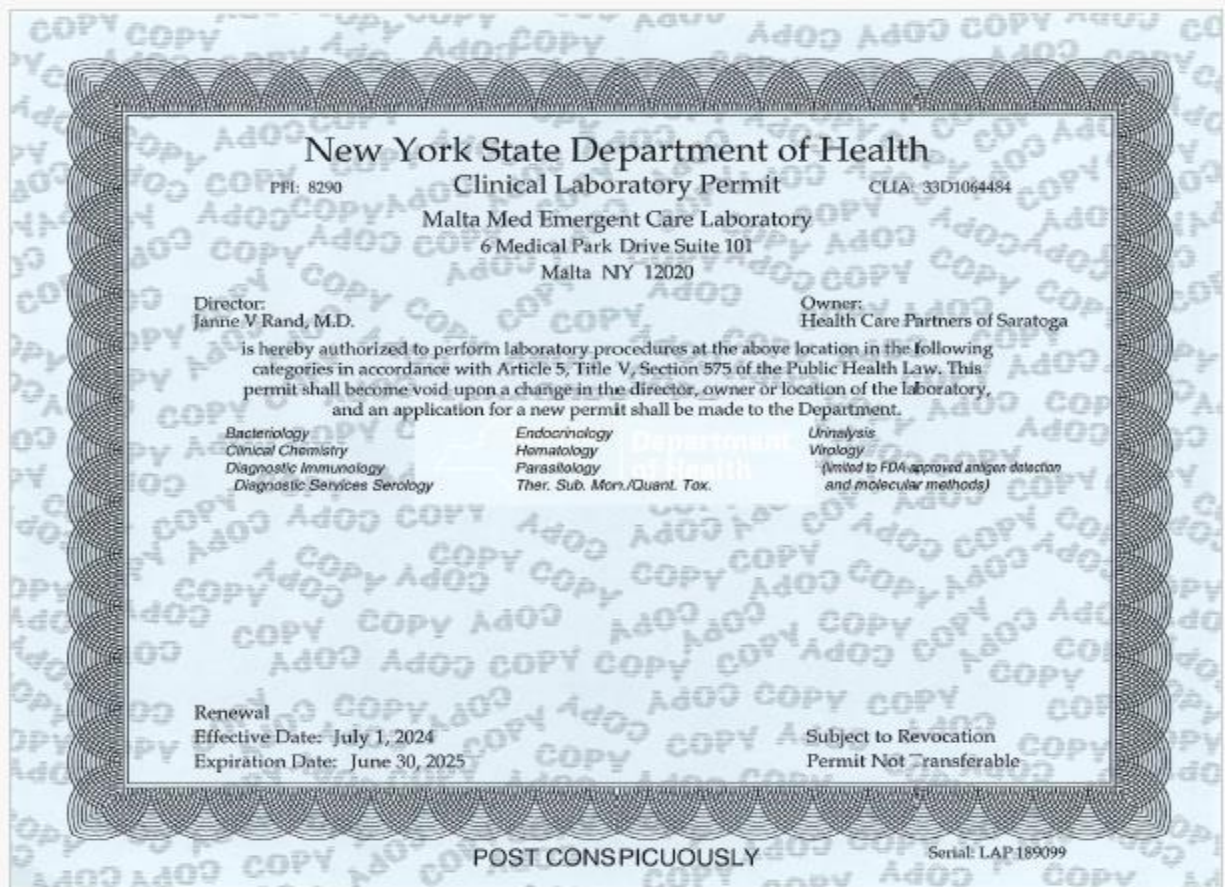 New York State Department of Health
PFI: 8290 Clinical Laboratory Permit CLIA: 33D1064484
Malta Med Emergent Care Laboratory
6 Medical Park Drive Suite 101
Malta NY 12020
Director:
Janne V Rand, M.D.
Owner:
Health Care Partners of Saratoga
is hereby authorized to perform laboratory procedures at the above location in the following
categories in accordance with Article 5, Title V, Section 575 of the Public Health Law. This
permit shall become void upon a change in the director, owner or location of the laboratory,
and an application for a new permit shall be made to the Department.
Bacteriology
Clinical Chemistry
Diagnostic Immunology
Diagnostic Services Serology
Endocrinology
Hematology
Parasitology
Ther. Sub. Mon./Quant. Tox.
Urinalysis
Virology
(limited to FDA-approved antigen detection
and molecular methods)
Department
of Health
Renewal
Effective Date: July 1, 2024
Expiration Date: June 30, 2025
Subject to Revocation
Permit Not Transferable
POST CONSPICUOUSLY
Serial: LAP 189099
COPY